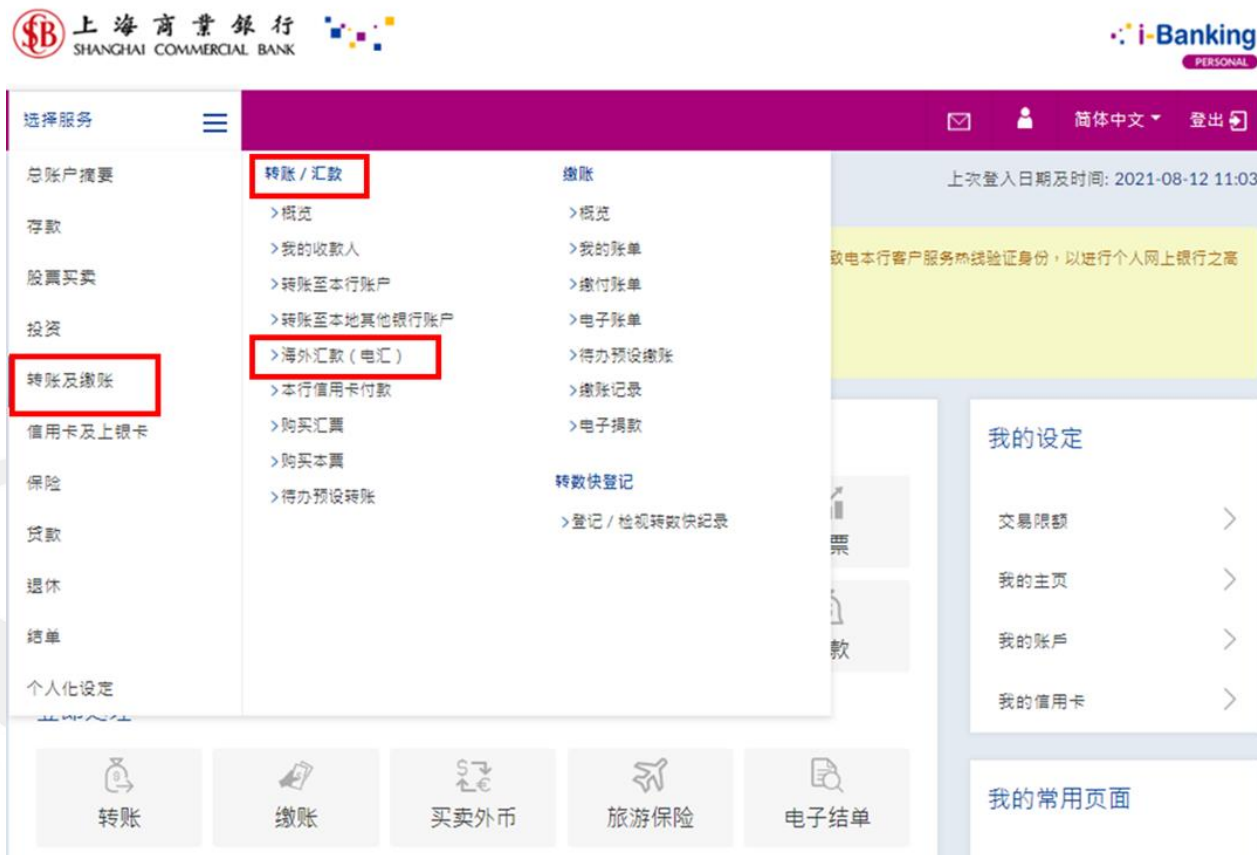 上海商業銀行
SHANGHAI COMMERCIAL BANK
i-Banking
PERSONAL
选择服务
简体中文
登出
总账户摘要
存款
股票买卖
投资
转账及缴账
信用卡及上银卡
保险
贷款
退休
结单
个人化设定
转账 / 汇款
>概览
>我的收款人
>转账至本行账户
>转账至本地其他银行账户
>海外汇款 ( 电汇 )
>本行信用卡付款
>购买汇票
>购买本票
>待办预设转账
缴账
>概览
>我的账单
>缴付账单
>电子账单
>待办预设缴账
>缴账记录
>电子捐款
转数快登记
>登记 / 检视转数快纪录
上次登入日期及时间: 2021-08-12 11:03
致电本行客户服务热线验证身份，以进行个人网上银行之高
票
款
我的设定
交易限额
我的主页
我的账戶
我的信用卡
转账
缴账
买卖外币
旅游保险
电子结单
我的常用页面